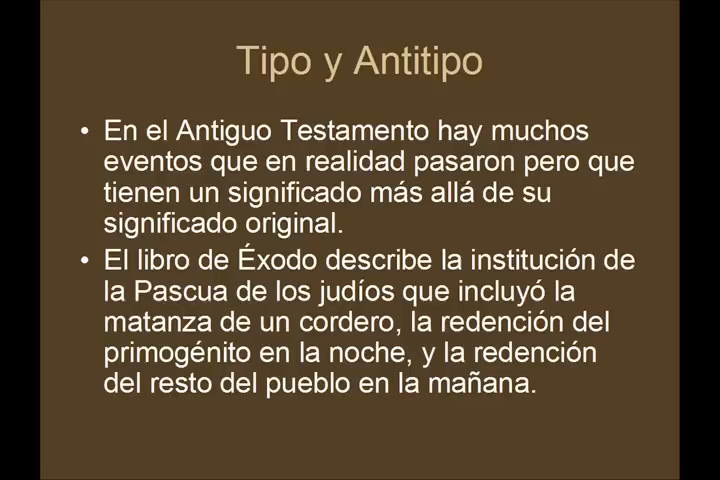 Tipo y Antitipo
• En el Antiguo Testamento hay muchos
eventos que en realidad pasaron pero que
tienen un significado más allá de su
significado original.
• El libro de Éxodo describe la institución de
la Pascua de los judíos que incluyó la
matanza de un cordero, la redención del
primogénito en la noche, y la redención
del resto del pueblo en la mañana.